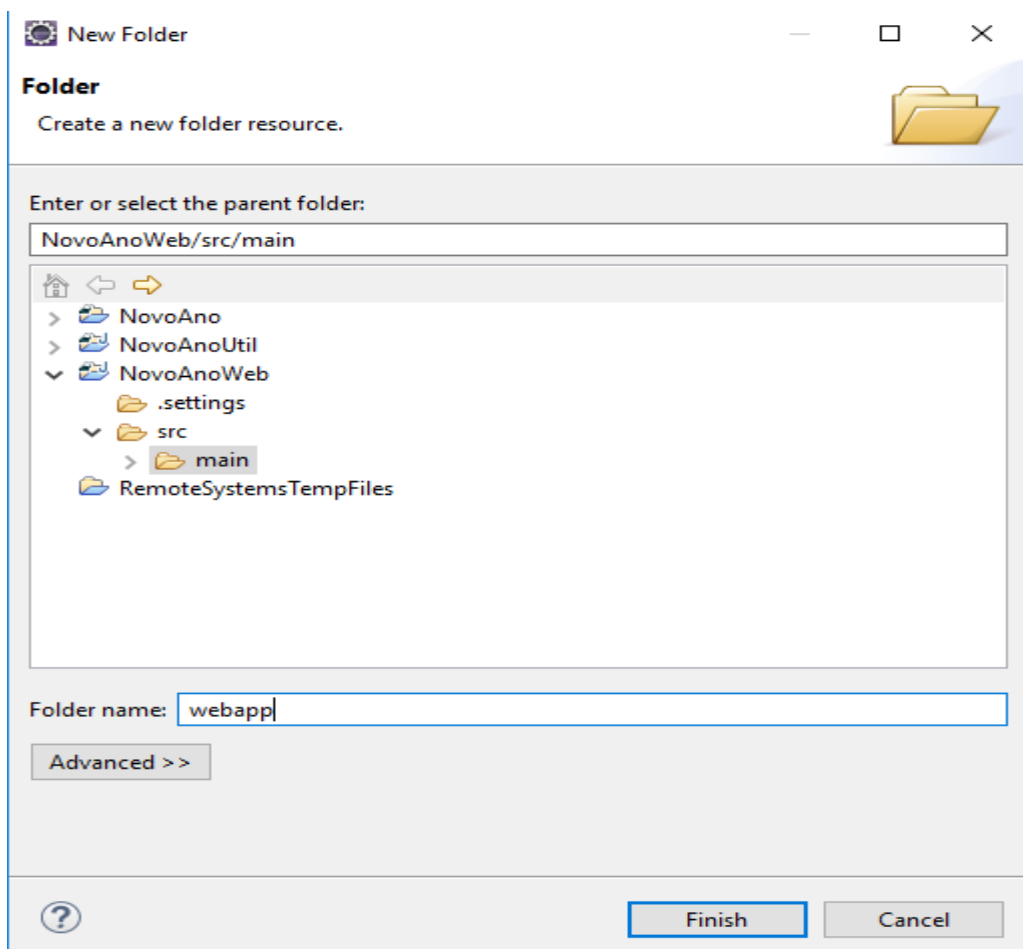 New Folder
Folder
Create a new folder resource.
Enter or select the parent folder:
NovoAnoWeb/src/main
NovoAno
NovoAnoUtil
NovoAnoWeb
.settings
src
main
RemoteSystemsTempFiles
Folder name: webapp
Advanced >>
?
Finish Cancel